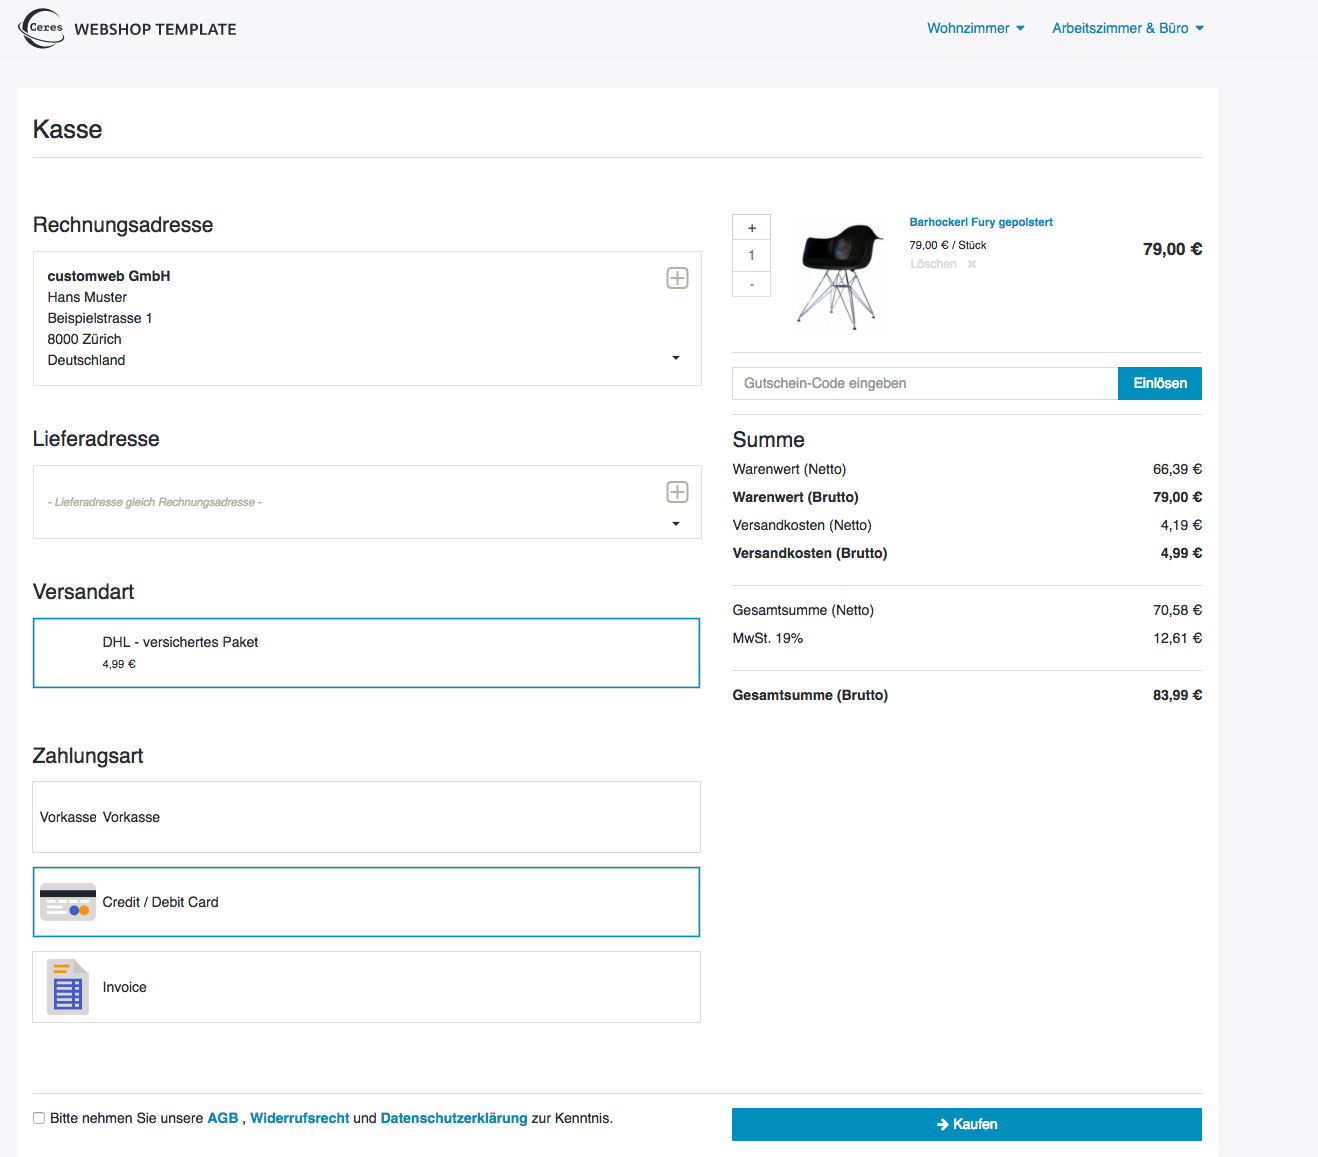 Ceres WEBSHOP TEMPLATE
Wohnzimmer Arbeitszimmer & Büro
Kasse
Rechnungsadresse
customweb GmbH
Hans Muster
Beispielstrasse 1
8000 Zürich
Deutschland
Lieferadresse
- Lieferadresse gleich Rechnungsadresse -
Versandart
DHL - versichertes Paket
4,99 €
Zahlungsart
Vorkasse Vorkasse
Credit / Debit Card
Invoice
+
1
-
Barhockerl Fury gepolstert
79,00 € / Stück
Löschen ×
79,00 €
Gutschein-Code eingeben Einlösen
Summe
Warenwert (Netto) 66,39 €
Warenwert (Brutto) 79,00 €
Versandkosten (Netto) 4,19 €
Versandkosten (Brutto) 4,99 €
Gesamtsumme (Netto) 70,58 €
MwSt. 19% 12,61 €
Gesamtsumme (Brutto) 83,99 €
Bitte nehmen Sie unsere AGB , Widerrufsrecht und Datenschutzerklärung zur Kenntnis.
Kaufen